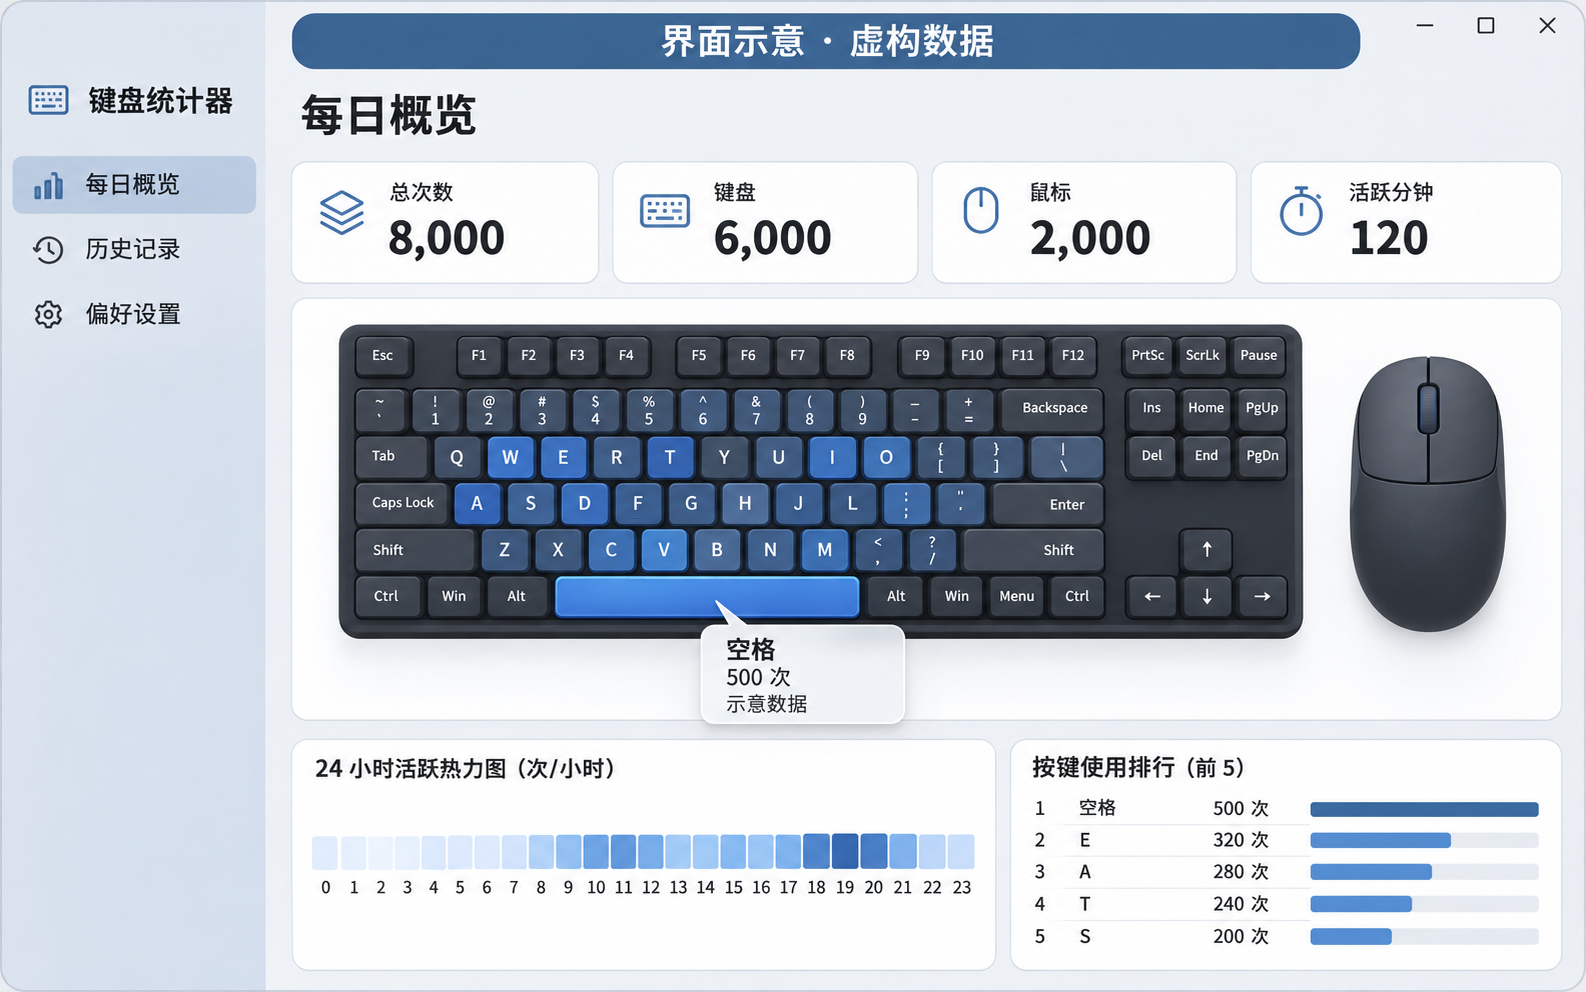 界面示意 · 虚构数据
键盘统计器
每日概览
历史记录
偏好设置
每日概览
总次数
8,000
键盘
6,000
鼠标
2,000
活跃分钟
120
Esc F1 F2 F3 F4 F5 F6 F7 F8 F9 F10 F11 F12 PrtSc ScrLk Pause
~ ! @ # $ % ^ & ( ) _ +
` 1 2 3 4 5 6 7 8 9 - = Backspace Ins Home PgUp
Tab Q W E R T Y U I O { } | Del End PgDn
[ ] \
Caps Lock A S D F G H J L : " Enter
; '
Shift Z X C V B N M < ? Shift ↑
, /
Ctrl Win Alt Alt Win Menu Ctrl ← ↓ →
空格
500 次
示意数据
24 小时活跃热力图（次/小时）
0 1 2 3 4 5 6 7 8 9 10 11 12 13 14 15 16 17 18 19 20 21 22 23
按键使用排行（前 5）
1 空格 500 次
2 E 320 次
3 A 280 次
4 T 240 次
5 S 200 次